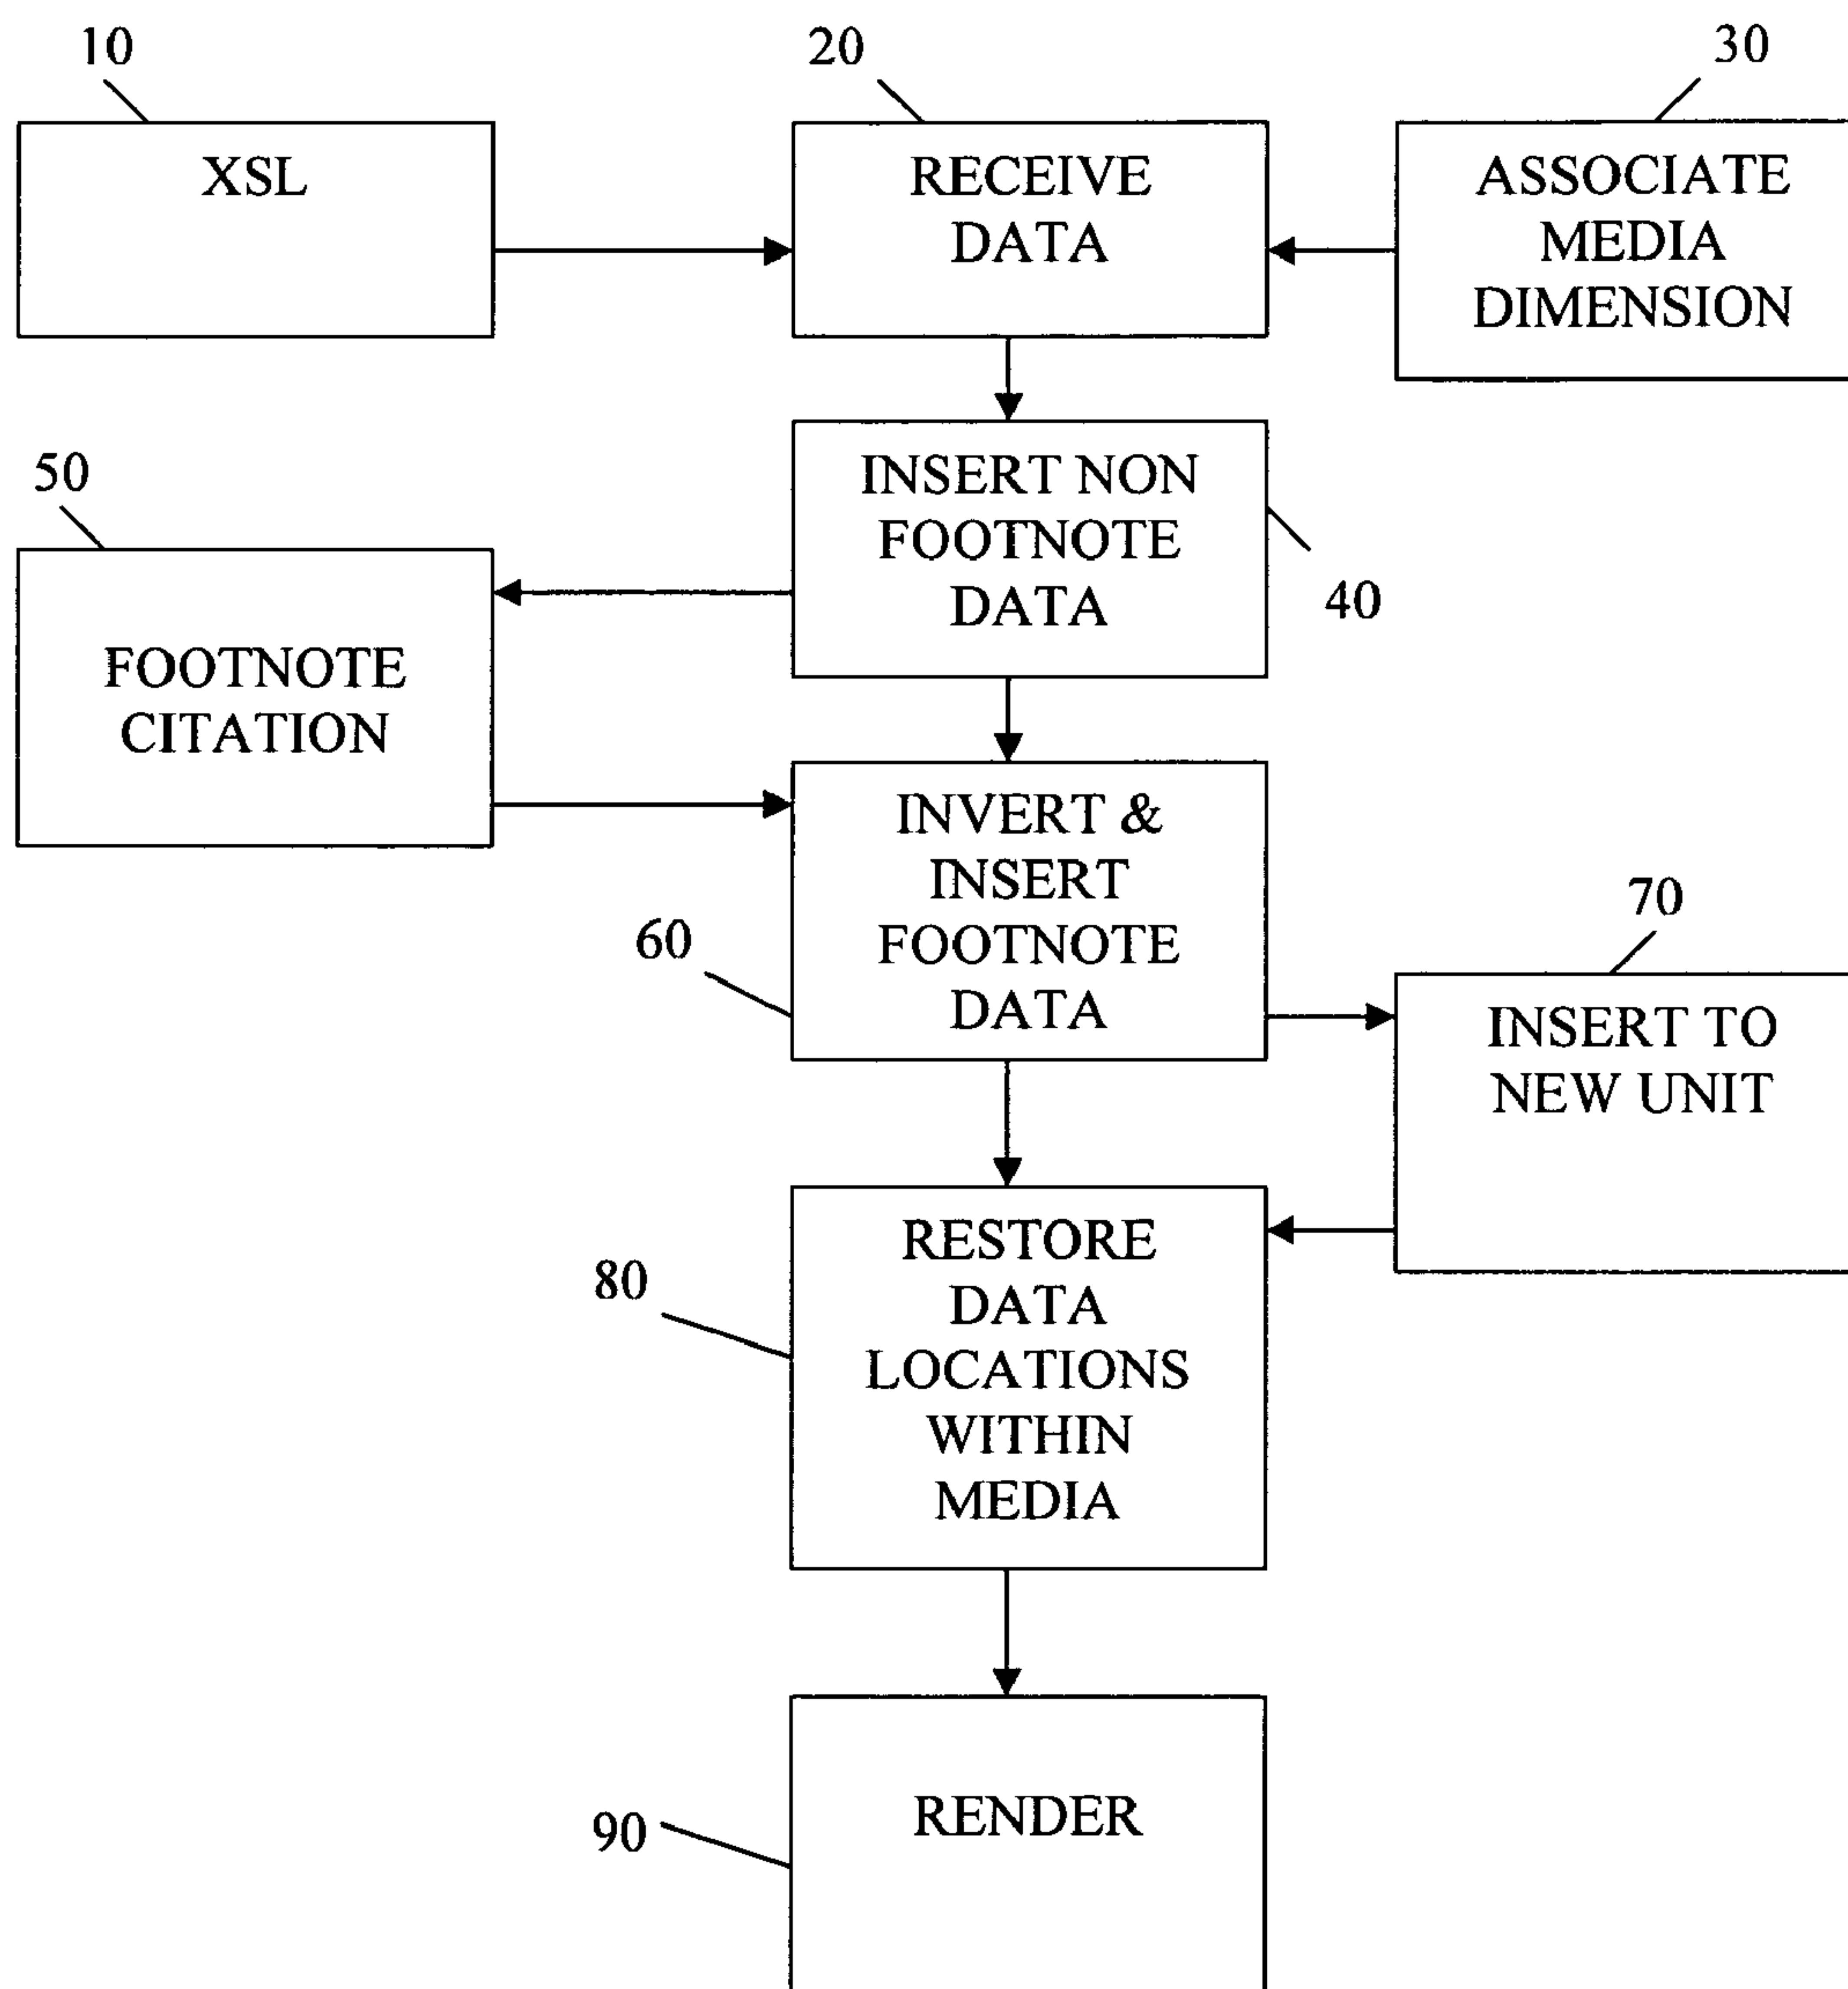 10
XSL
20
RECEIVE
DATA
30
ASSOCIATE
MEDIA
DIMENSION
INSERT NON
FOOTNOTE
DATA
40
50
FOOTNOTE
CITATION
INVERT &
INSERT
FOOTNOTE
DATA
60
70
INSERT TO
NEW UNIT
RESTORE
DATA
LOCATIONS
WITHIN
MEDIA
80
RENDER
90